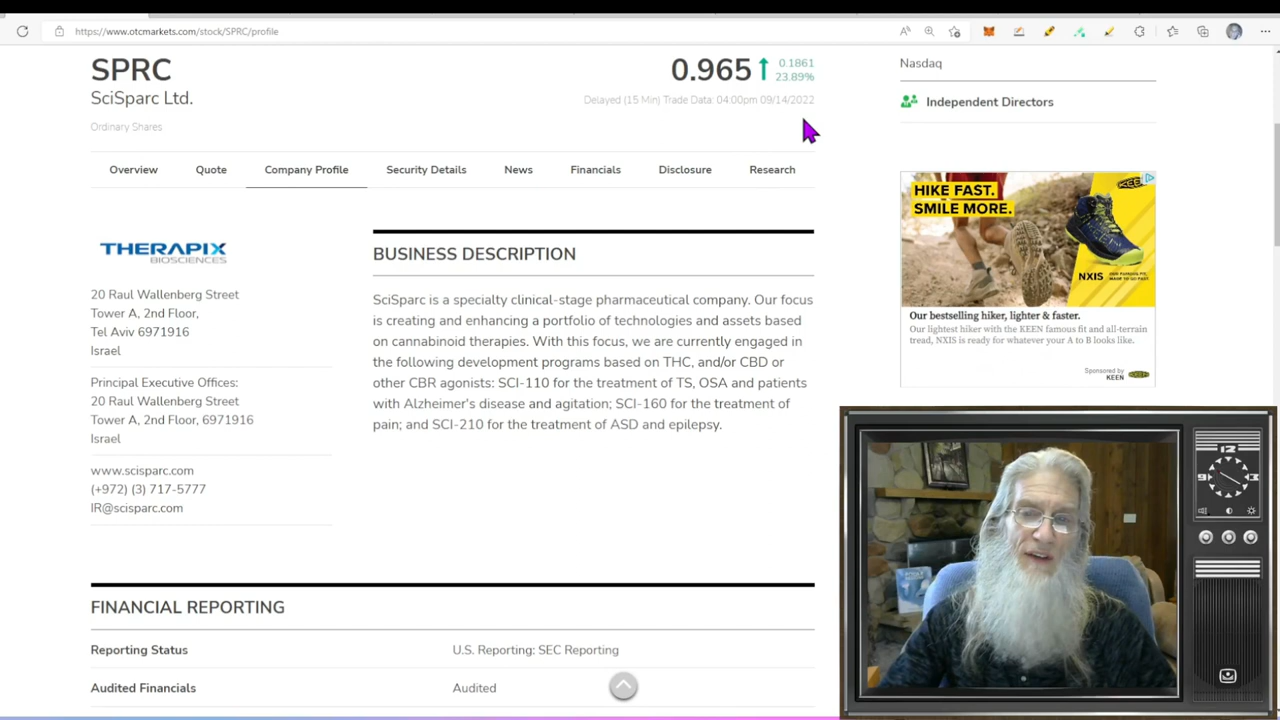 https://www.otcmarkets.com/stock/SPRC/profile
SPRC
SciSparc Ltd.
Ordinary Shares
0.965
0.1861
23.89%
Delayed (15 Min) Trade Data: 04:00pm 09/14/2022
Overview
Quote
Company Profile
Security Details
News
Financials
Disclosure
Research
THERAPIX
BIOSCIENCES
20 Raul Wallenberg Street
Tower A, 2nd Floor,
Tel Aviv 6971916
Israel
Principal Executive Offices:
20 Raul Wallenberg Street
Tower A, 2nd Floor, 6971916
Israel
www.scisparc.com
(+972) (3) 717-5777
IR@scisparc.com
BUSINESS DESCRIPTION
SciSparc is a specialty clinical-stage pharmaceutical company. Our focus
is creating and enhancing a portfolio of technologies and assets based
on cannabinoid therapies. With this focus, we are currently engaged in
the following development programs based on THC, and/or CBD or
other CBR agonists: SCI-110 for the treatment of TS, OSA and patients
with Alzheimer's disease and agitation; SCI-160 for the treatment of
pain; and SCI-210 for the treatment of ASD and epilepsy.
FINANCIAL REPORTING
Reporting Status
U.S. Reporting: SEC Reporting
Audited Financials
Audited
Nasdaq
Independent Directors
HIKE FAST.
SMILE MORE.
KEEN
NXIS
Our bestselling hiker, lighter & faster.
Our lightest hiker with the KEEN famous fit and all-terrain
tread, NXIS is ready for whatever your A to B looks like.
Sponsored by
KEEN
12
9
3